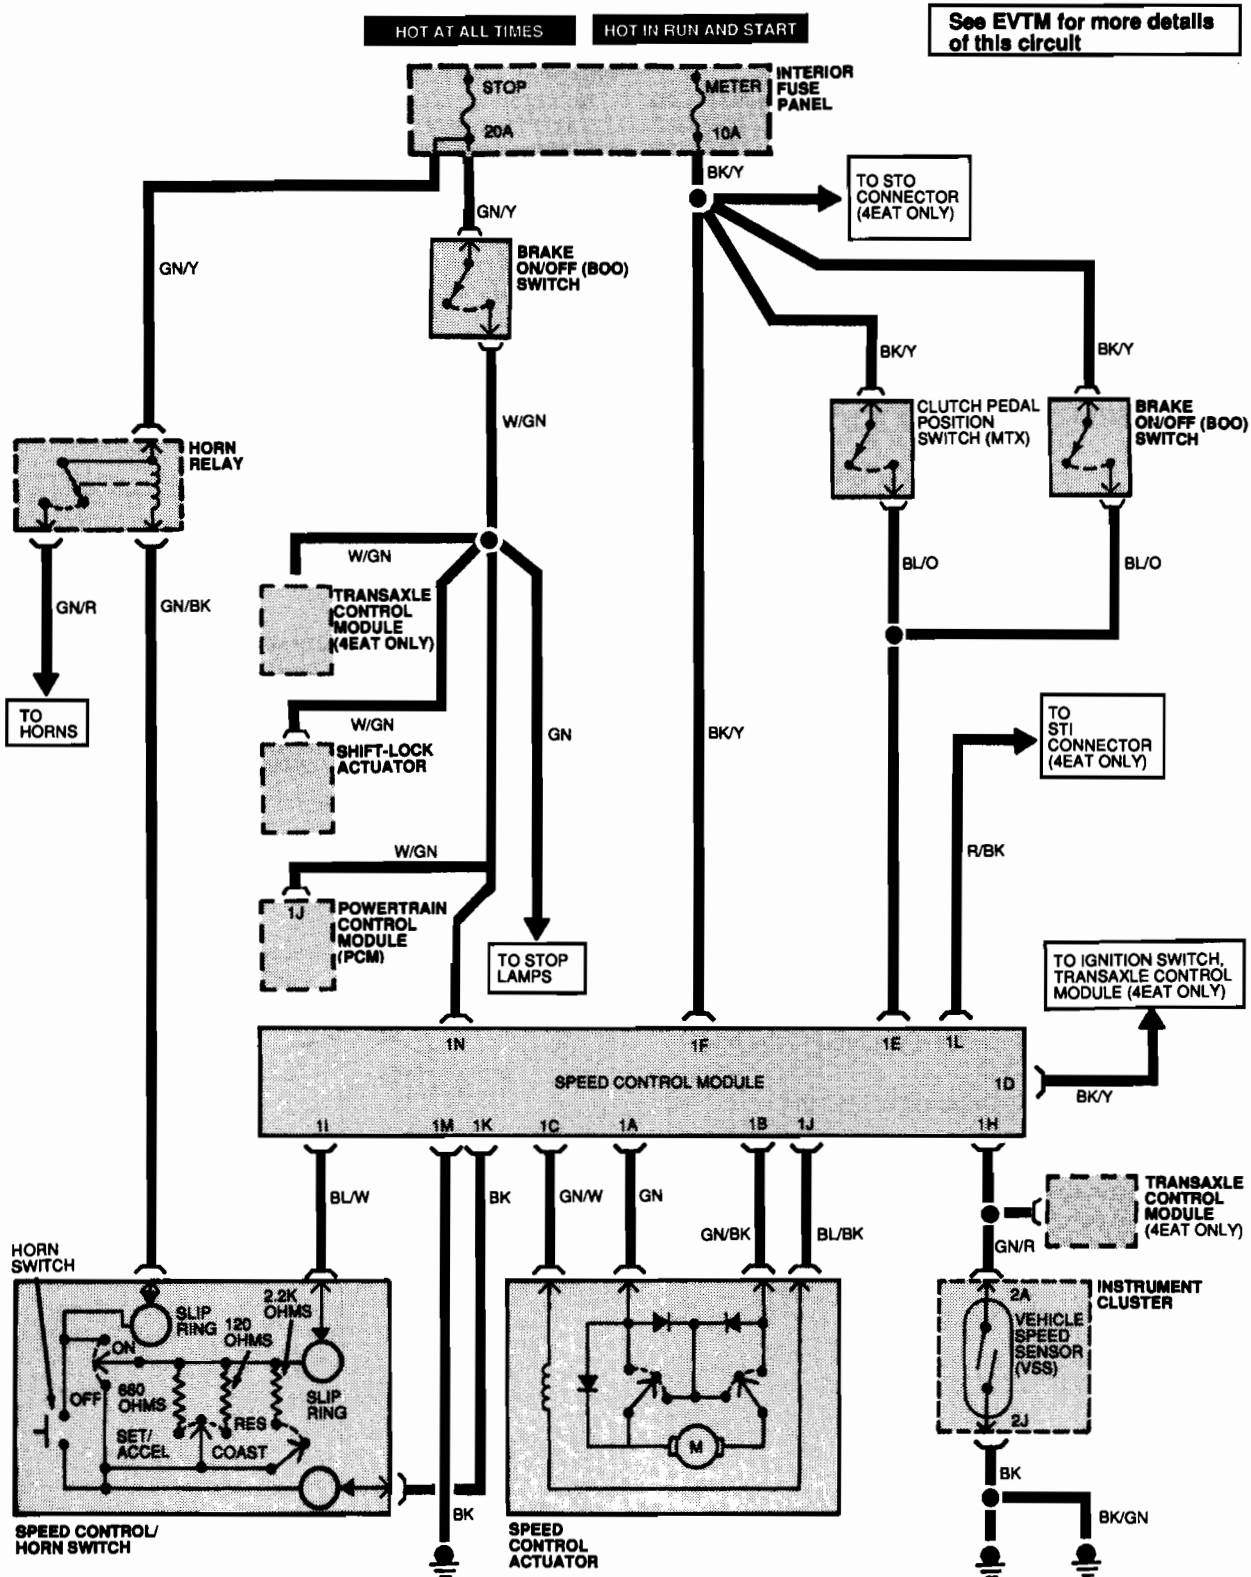 HOT AT ALL TIMES
HOT IN RUN AND START
See EVTM for more details
of this circuit
STOP
20A
METER
10A
INTERIOR
FUSE
PANEL
BK/Y
TO STO
CONNECTOR
(4EAT ONLY)
GN/Y
GN/Y
BRAKE
ON/OFF (BOO)
SWITCH
BK/Y
BK/Y
W/GN
CLUTCH PEDAL
POSITION
SWITCH (MTX)
BRAKE
ON/OFF (BOO)
SWITCH
HORN
RELAY
W/GN
BL/O
BL/O
GN/R
GN/BK
TRANSAXLE
CONTROL
MODULE
(4EAT ONLY)
TO
HORNS
W/GN
GN
BK/Y
TO
STI
CONNECTOR
(4EAT ONLY)
SHIFT-LOCK
ACTUATOR
W/GN
R/BK
1J
POWERTRAIN
CONTROL
MODULE
(PCM)
TO STOP
LAMPS
TO IGNITION SWITCH,
TRANSAXLE CONTROL
MODULE (4EAT ONLY)
1N
1F
1E
1L
SPEED CONTROL MODULE
1D
BK/Y
1I
1M
1K
1C
1A
1B
1J
1H
BL/W
BK
GN/W
GN
GN/BK
BL/BK
TRANSAXLE
CONTROL
MODULE
(4EAT ONLY)
GN/R
HORN
SWITCH
SLIP
RING
120
OHMS
2.2K
OHMS
ON
OFF
680
OHMS
SET/
ACCEL
RES
COAST
SLIP
RING
M
2A
VEHICLE
SPEED
SENSOR
(VSS)
2J
INSTRUMENT
CLUSTER
BK
BK
BK/GN
SPEED CONTROL/
HORN SWITCH
SPEED
CONTROL
ACTUATOR